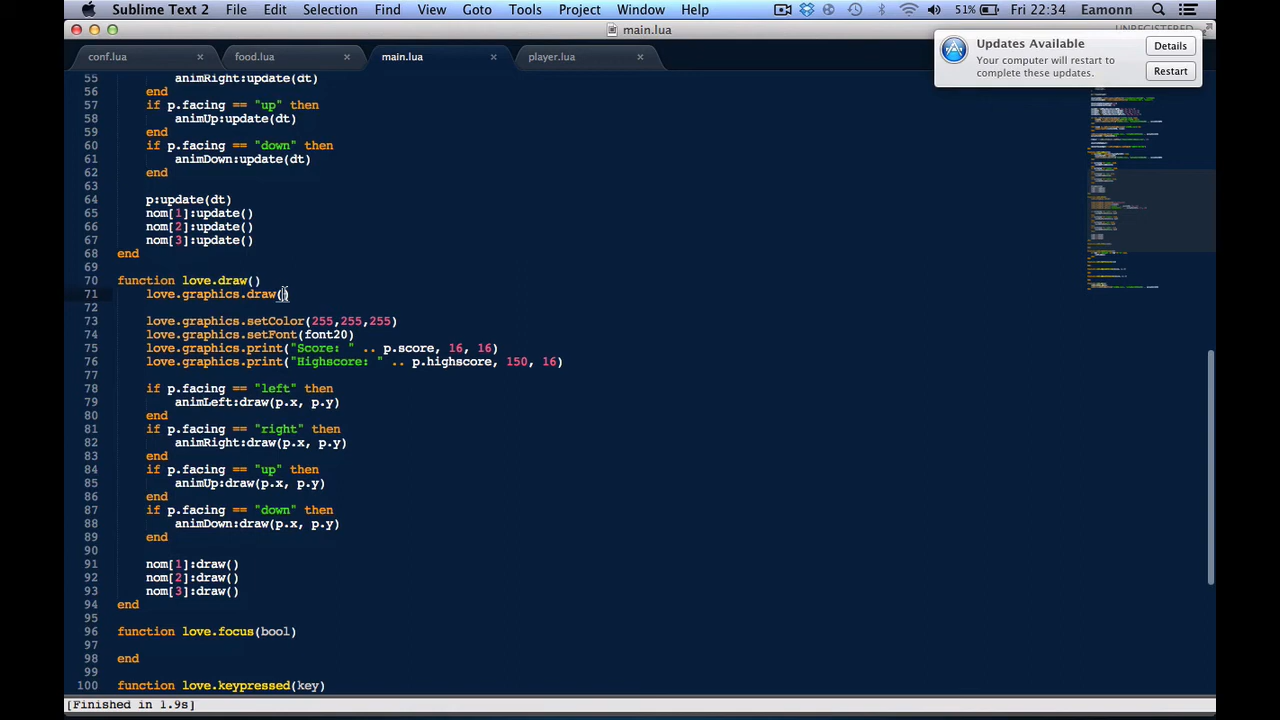 Sublime Text 2 File Edit Selection Find View Goto Tools Project Window Help 51% Fri 22:34 Eamonn
main.lua
UNREGISTERED
conf.lua food.lua main.lua player.lua
Updates Available
Your computer will restart to
complete these updates.
Details
Restart
55 animRight:update(dt)
56 end
57 if p.facing == "up" then
58 animUp:update(dt)
59 end
60 if p.facing == "down" then
61 animDown:update(dt)
62 end
63
64 p:update(dt)
65 nom[1]:update()
66 nom[2]:update()
67 nom[3]:update()
68 end
69
70 function love.draw()
71 love.graphics.draw()
72
73 love.graphics.setColor(255,255,255)
74 love.graphics.setFont(font20)
75 love.graphics.print("Score: " .. p.score, 16, 16)
76 love.graphics.print("Highscore: " .. p.highscore, 150, 16)
77
78 if p.facing == "left" then
79 animLeft:draw(p.x, p.y)
80 end
81 if p.facing == "right" then
82 animRight:draw(p.x, p.y)
83 end
84 if p.facing == "up" then
85 animUp:draw(p.x, p.y)
86 end
87 if p.facing == "down" then
88 animDown:draw(p.x, p.y)
89 end
90
91 nom[1]:draw()
92 nom[2]:draw()
93 nom[3]:draw()
94 end
95
96 function love.focus(bool)
97
98 end
99
100 function love.keypressed(key)
[Finished in 1.9s]